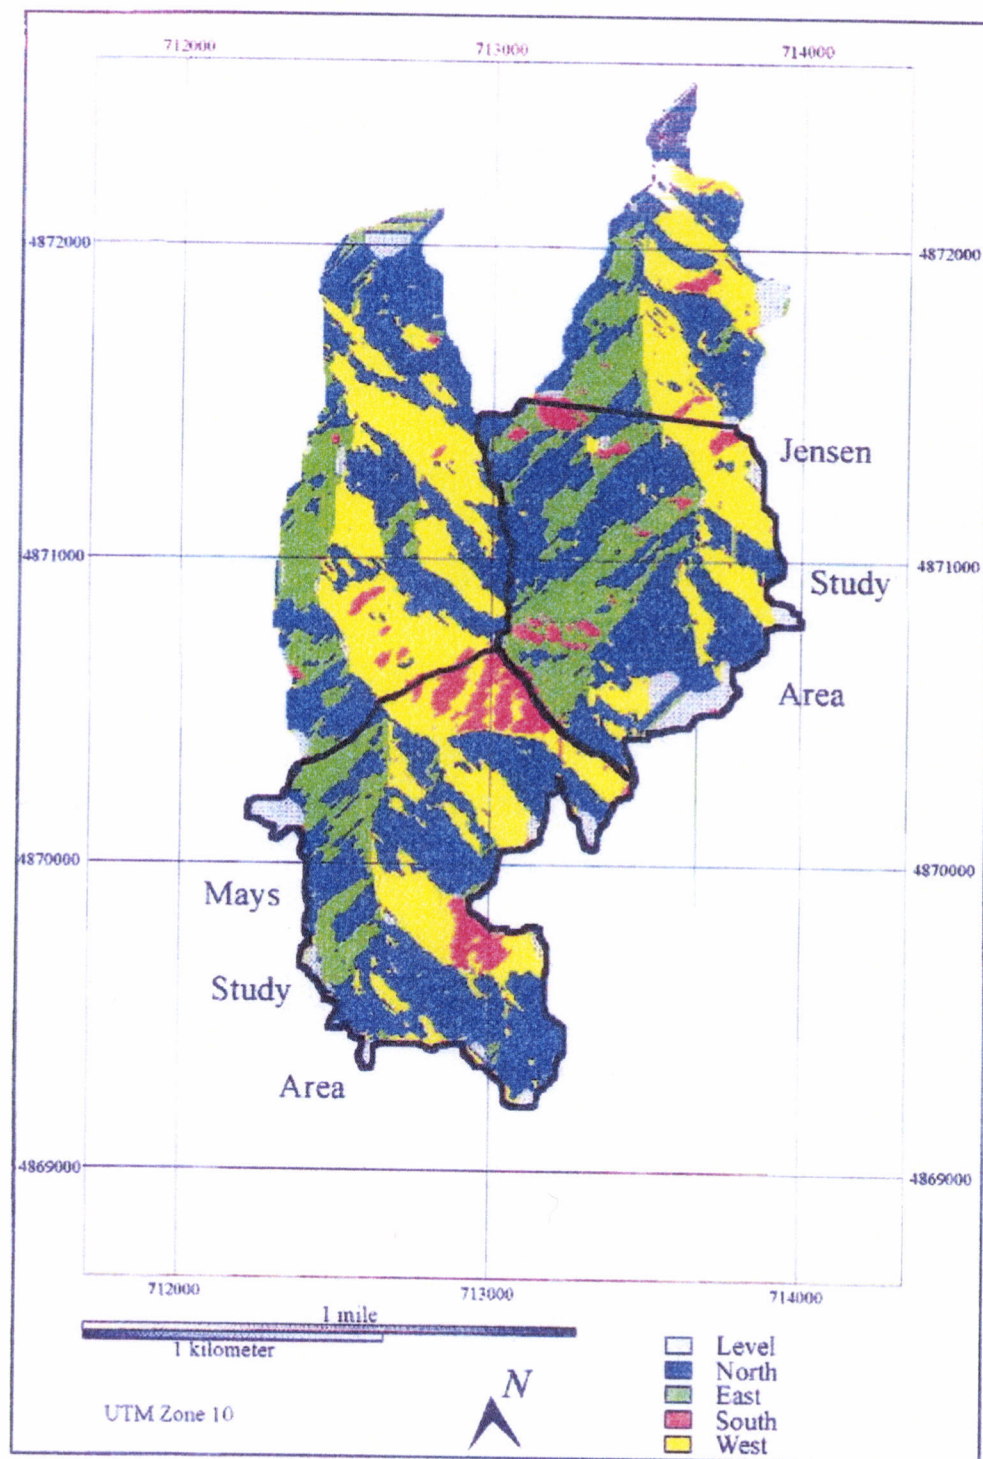 712000 713000 714000
4872000 4872000
Jensen
4871000 4871000
Study
Area
4870000 4870000
Mays
Study
Area
4869000 4869000
712000 713000 714000
1 mile
1 kilometer
Level
North
East
South
West
N
UTM Zone 10